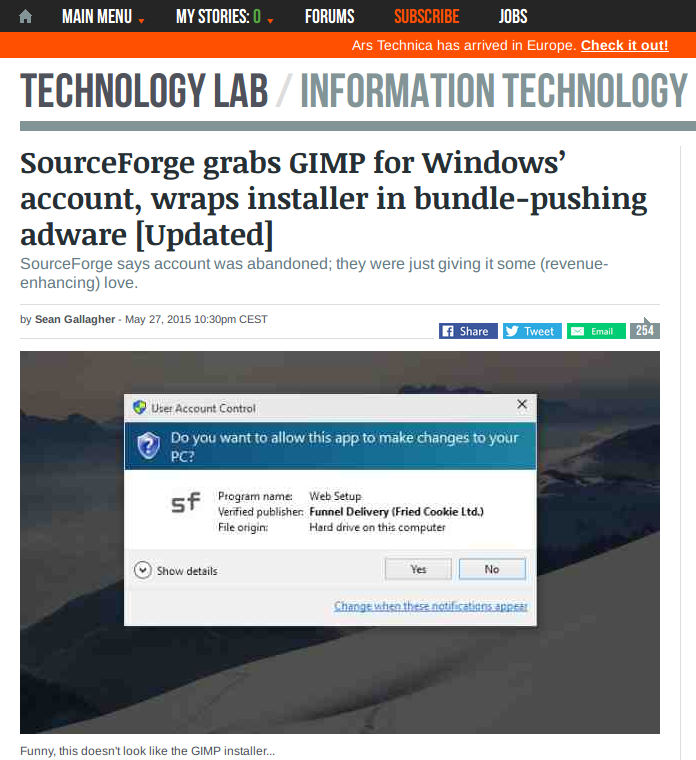 MAIN MENU MY STORIES: 0 FORUMS SUBSCRIBE JOBS
Ars Technica has arrived in Europe. Check it out!
TECHNOLOGY LAB / INFORMATION TECHNOLOGY
SourceForge grabs GIMP for Windows’
account, wraps installer in bundle-pushing
adware [Updated]
SourceForge says account was abandoned; they were just giving it some (revenue-
enhancing) love.
by Sean Gallagher - May 27, 2015 10:30pm CEST
Share Tweet Email 254
User Account Control
Do you want to allow this app to make changes to your
PC?
sf
Program name: Web Setup
Verified publisher: Funnel Delivery (Fried Cookie Ltd.)
File origin: Hard drive on this computer
Show details Yes No
Change when these notifications appear
Funny, this doesn't look like the GIMP installer...